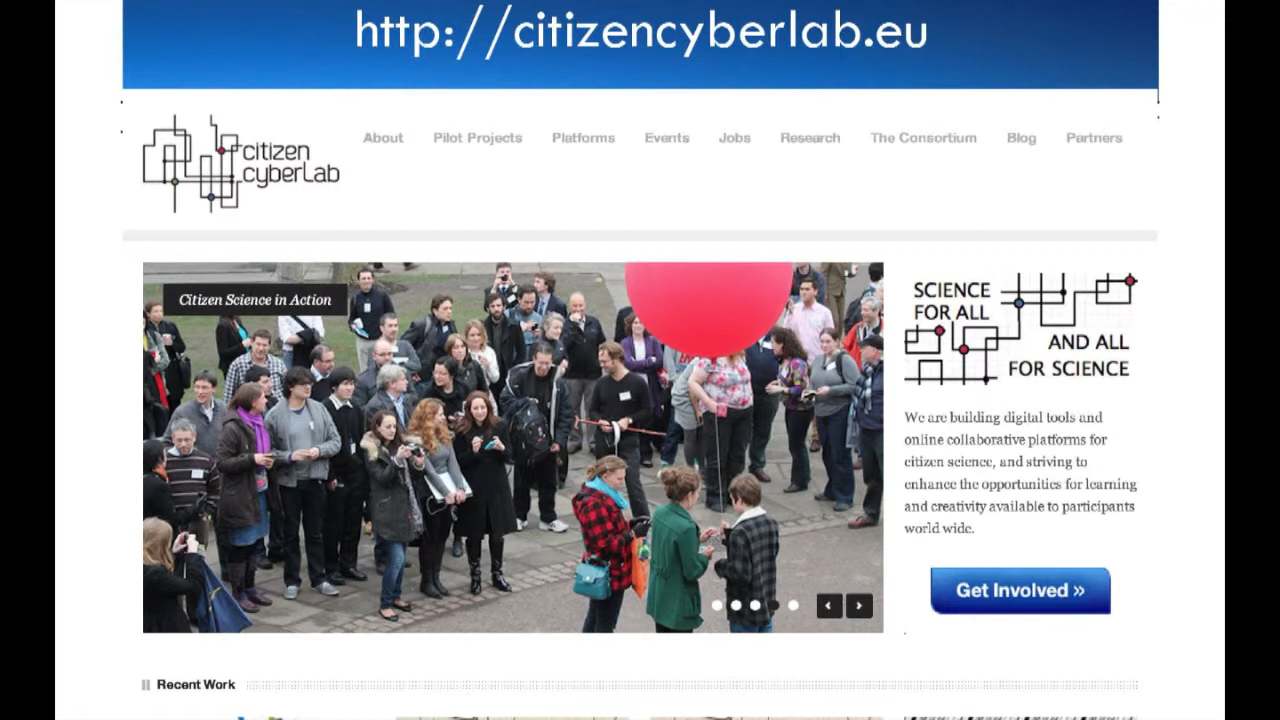 http://citizencyberlab.eu
citizen
cyberlab
About Pilot Projects Platforms Events Jobs Research The Consortium Blog Partners
Citizen Science in Action
SCIENCE
FOR ALL
AND ALL
FOR SCIENCE
We are building digital tools and
online collaborative platforms for
citizen science, and striving to
enhance the opportunities for learning
and creativity available to participants
world wide.
Get Involved »
Recent Work